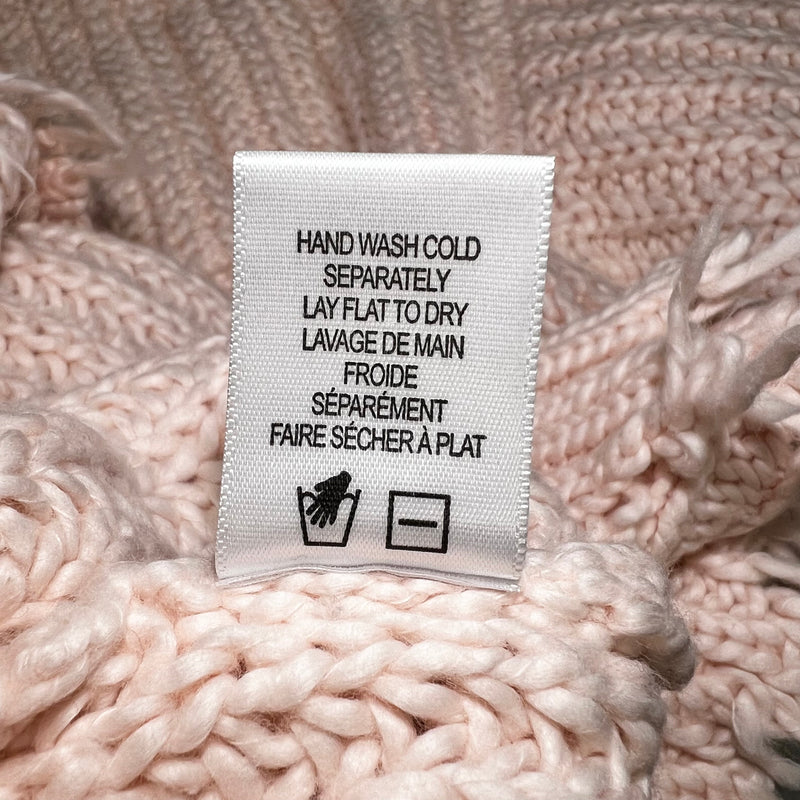 HAND WASH COLD
SEPARATELY
LAY FLAT TO DRY
LAVAGE DE MAIN
FROIDE
SÉPARÉMENT
FAIRE SÉCHER À PLAT